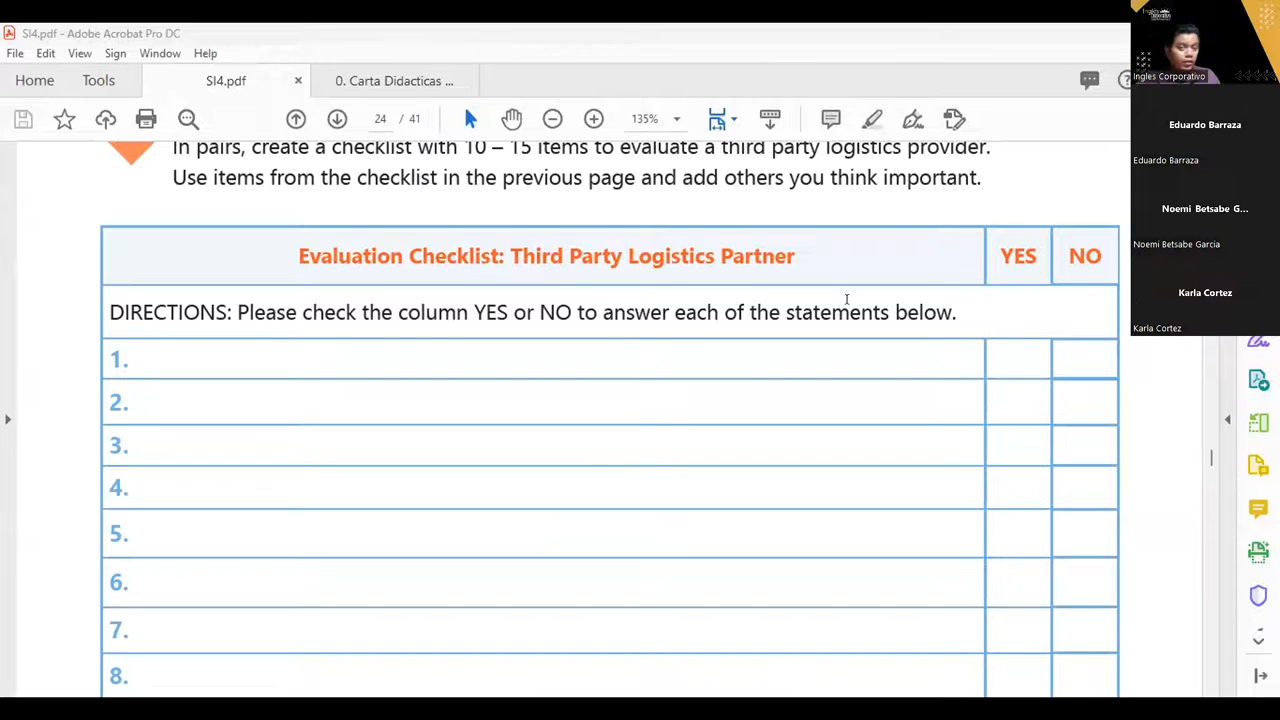 SI4.pdf - Adobe Acrobat Pro DC
File Edit View Sign Window Help
Home Tools SI4.pdf × 0. Carta Didacticas ...
24 / 41 135%
In pairs, create a checklist with 10 – 15 items to evaluate a third party logistics provider.
Use items from the checklist in the previous page and add others you think important.
Evaluation Checklist: Third Party Logistics Partner YES NO
DIRECTIONS: Please check the column YES or NO to answer each of the statements below.
1.
2.
3.
4.
5.
6.
7.
8.
Ingles Corporativo
Eduardo Barraza
Eduardo Barraza
Noemi Betsabe G...
Noemi Betsabe Garcia
Karla Cortez
Karla Cortez